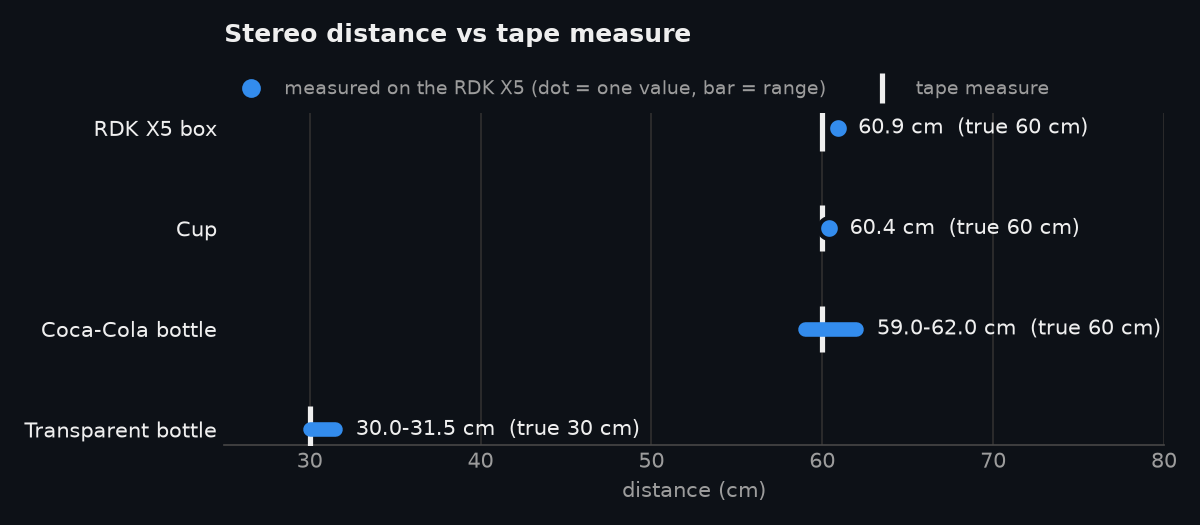 Stereo distance vs tape measure
measured on the RDK X5 (dot = one value, bar = range)
tape measure
RDK X5 box
60.9 cm  (true 60 cm)
Cup
60.4 cm  (true 60 cm)
Coca-Cola bottle
59.0-62.0 cm  (true 60 cm)
Transparent bottle
30.0-31.5 cm  (true 30 cm)
30 40 50 60 70 80
distance (cm)